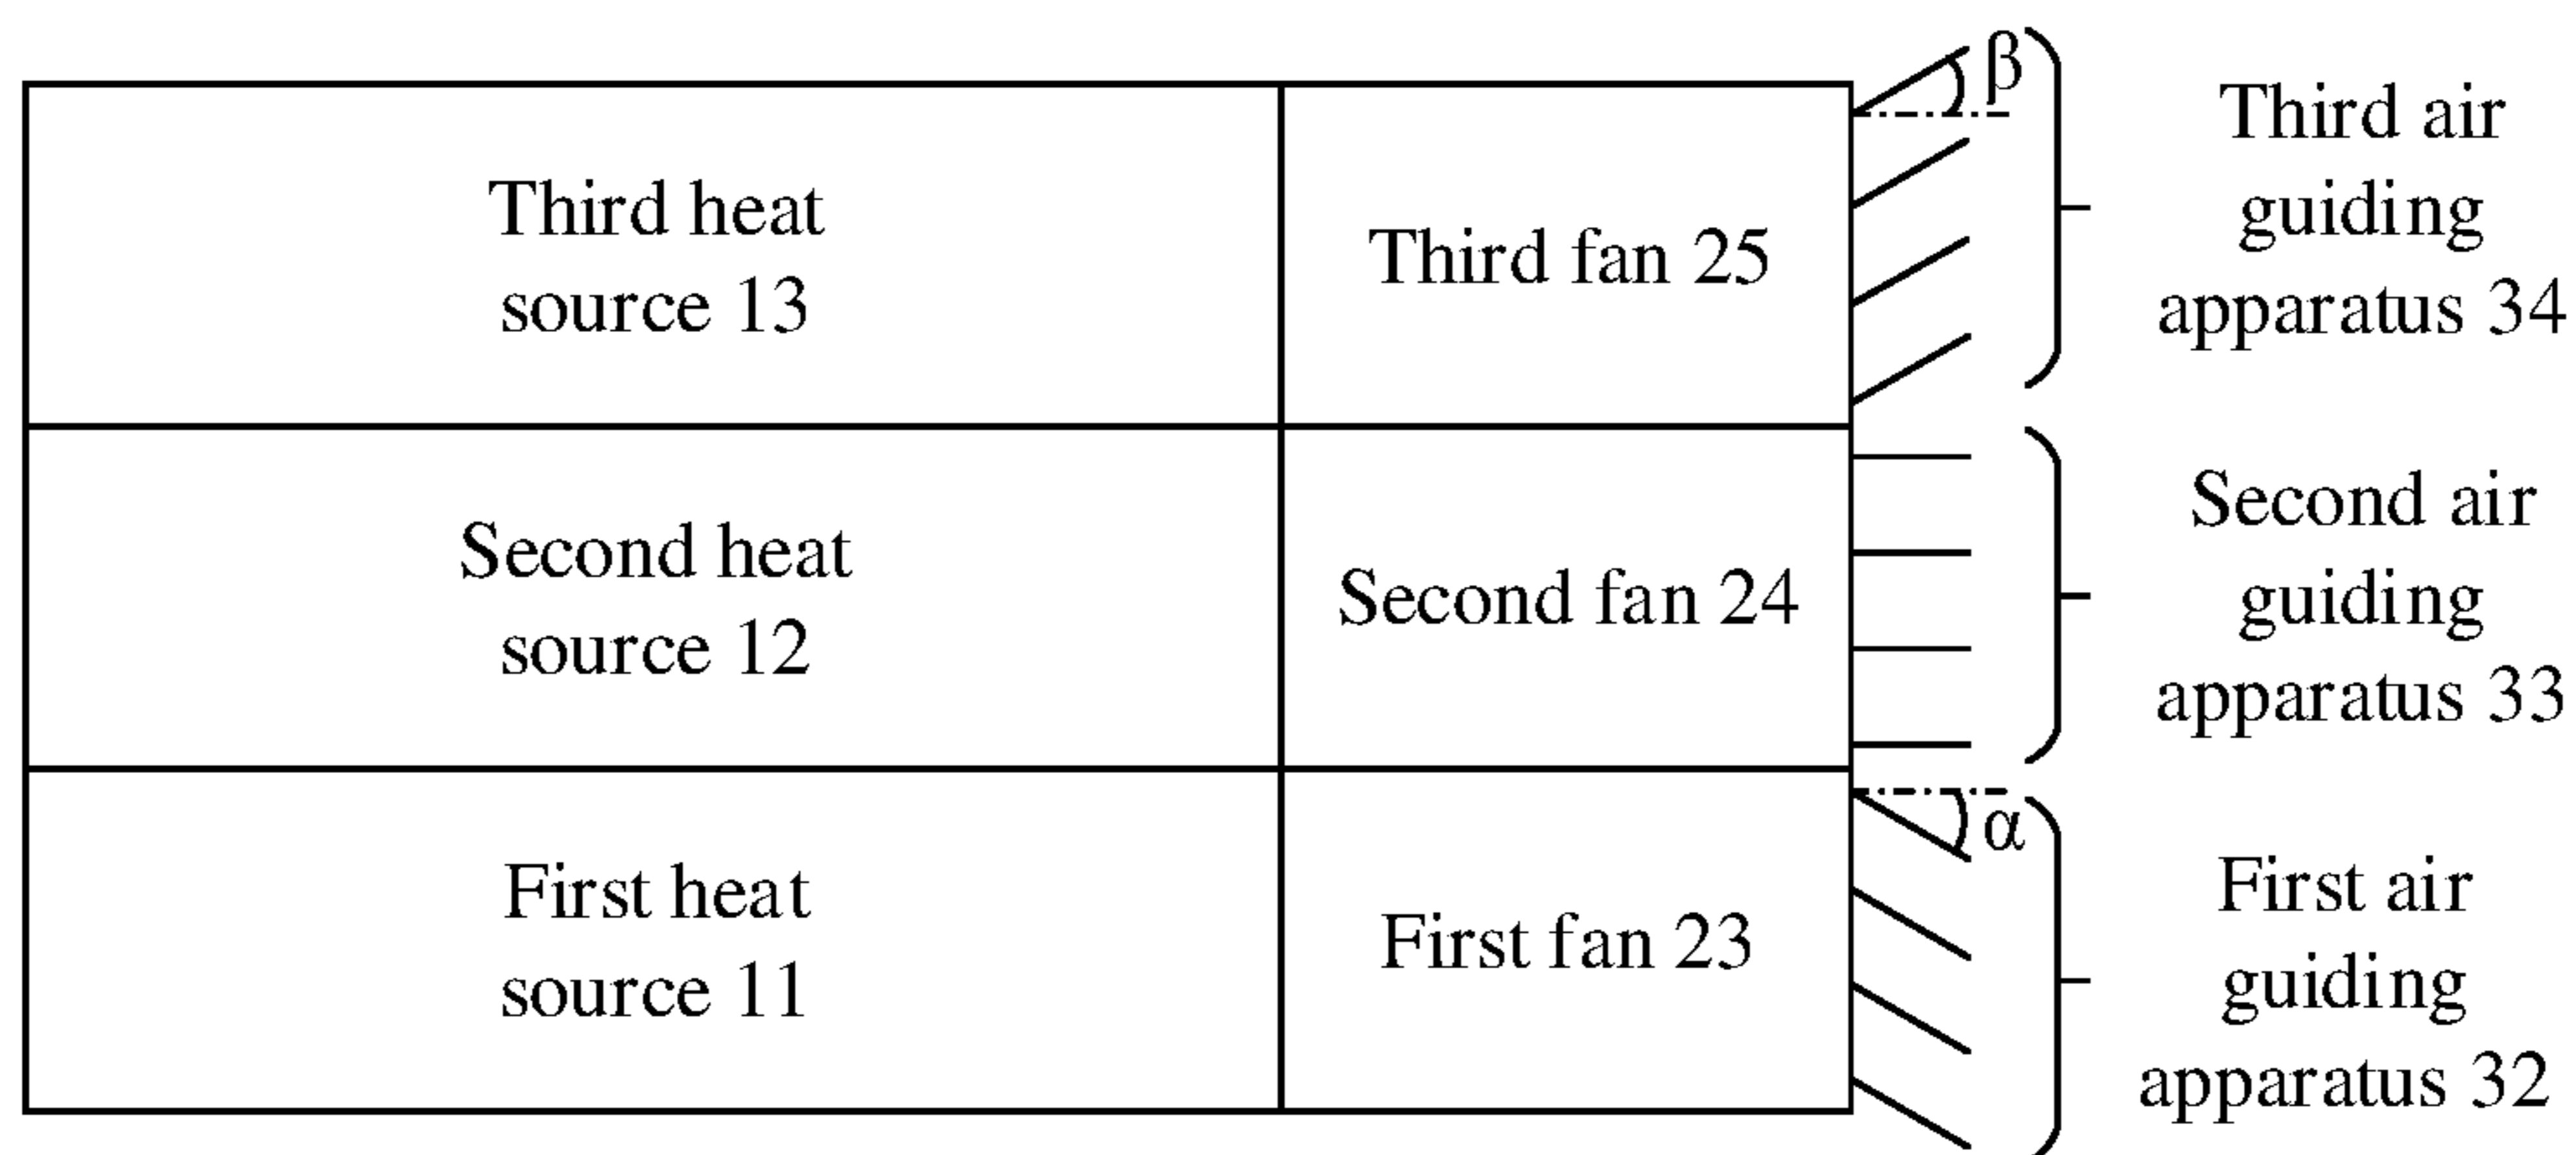 Third heat
source 13
Third fan 25
β
Third air
guiding
apparatus 34
Second heat
source 12
Second fan 24
Second air
guiding
apparatus 33
First heat
source 11
First fan 23
α
First air
guiding
apparatus 32